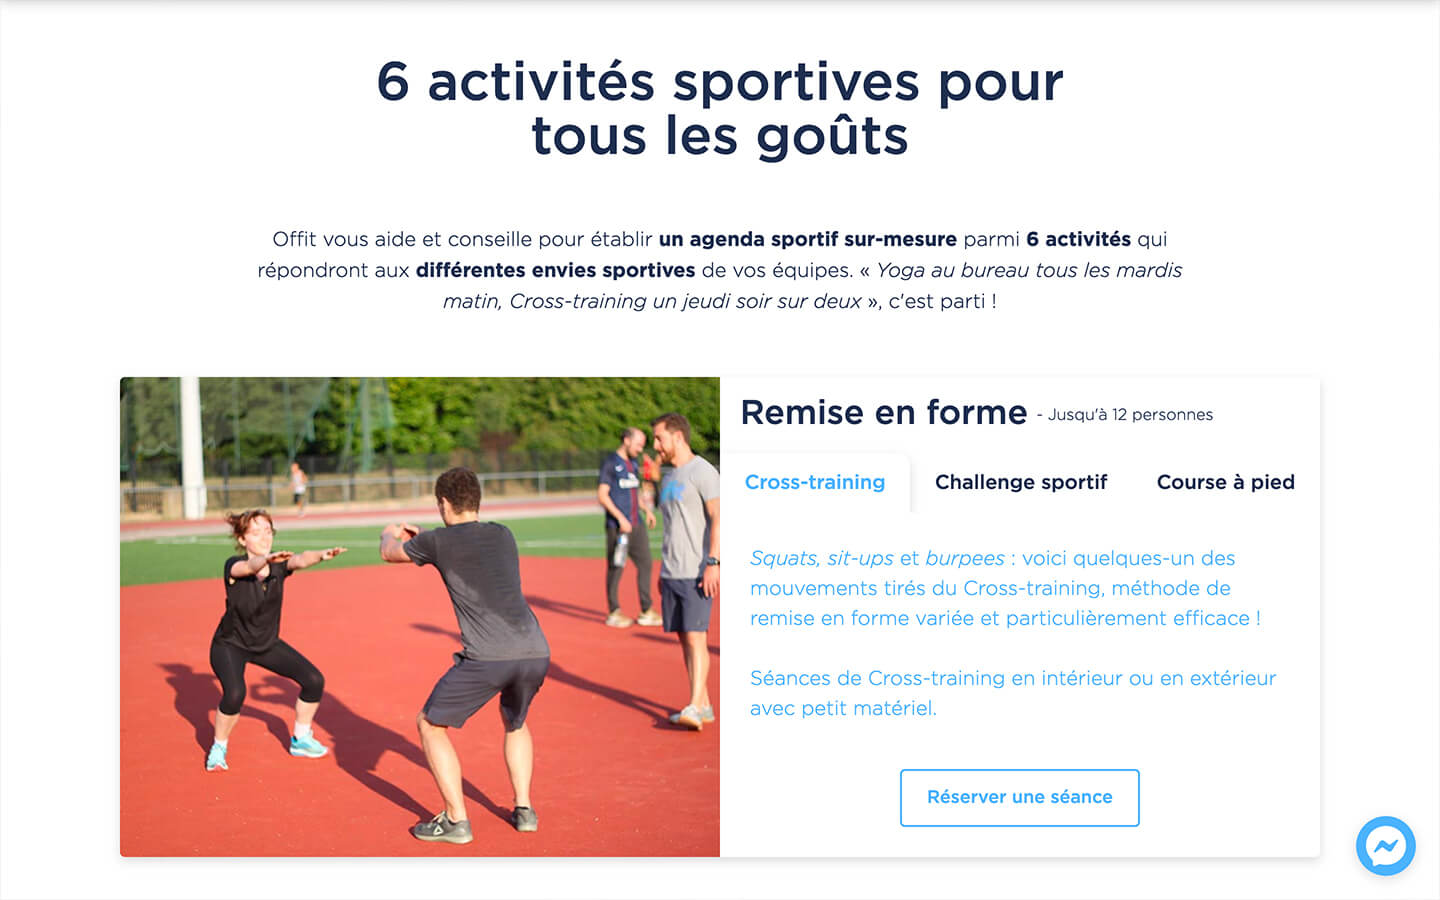 6 activités sportives pour
tous les goûts
Offit vous aide et conseille pour établir un agenda sportif sur-mesure parmi 6 activités qui
répondront aux différentes envies sportives de vos équipes. « Yoga au bureau tous les mardis
matin, Cross-training un jeudi soir sur deux », c'est parti !
Remise en forme - Jusqu'à 12 personnes
Cross-training Challenge sportif Course à pied
Squats, sit-ups et burpees : voici quelques-un des
mouvements tirés du Cross-training, méthode de
remise en forme variée et particulièrement efficace !
Séances de Cross-training en intérieur ou en extérieur
avec petit matériel.
Réserver une séance